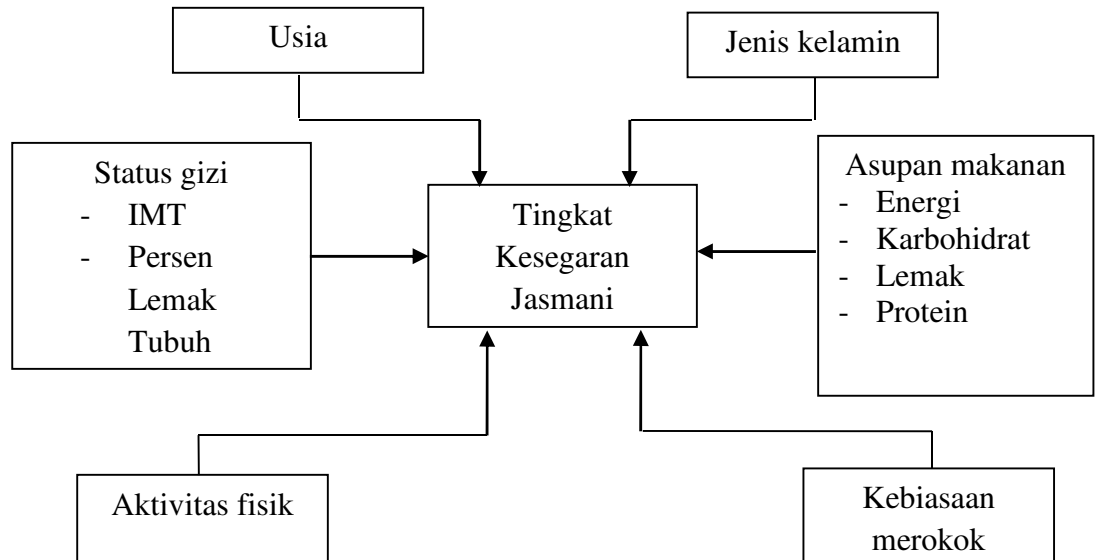 Usia
Jenis kelamin
Status gizi
- IMT
- Persen
Lemak
Tubuh
Tingkat
Kesegaran
Jasmani
Asupan makanan
- Energi
- Karbohidrat
- Lemak
- Protein
Aktivitas fisik
Kebiasaan
merokok